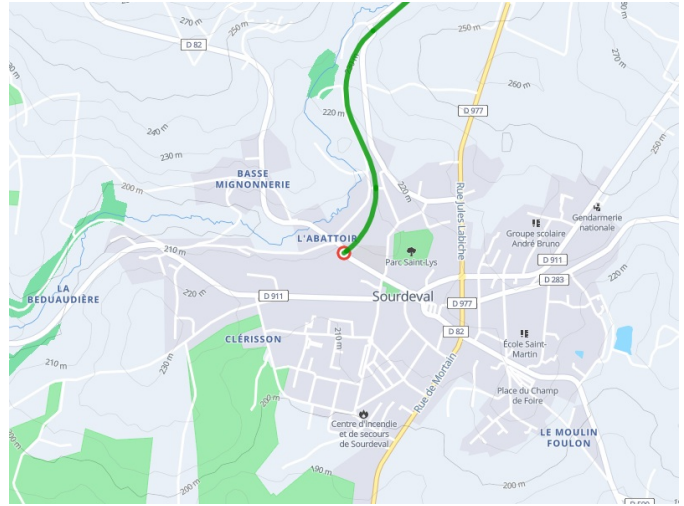 250 m
250 m
D 82
270 m
D 977
260 m
270 m
220 m
240 m
230 m
250 m
BASSE
MIGNONNERIE
200 m
220 m
Rue Jules Labiche
Gendarmerie
nationale
Groupe scolaire
André Bruno
L'ABATTOIR
210 m
Parc Saint-Lys
D 911
D 283
220 m
LA
BEDUAUDIÈRE
220 m
D 911
Sourdeval
D 977
D 82
210 m
CLÉRISSON
École Saint-
Martin
210 m
230 m
Rue de Mortain
Place du Champ
de Foire
200 m
Centre d'Incendie
et de secours
de Sourdeval
LE MOULIN
FOULON
190 m
200 m
200 m